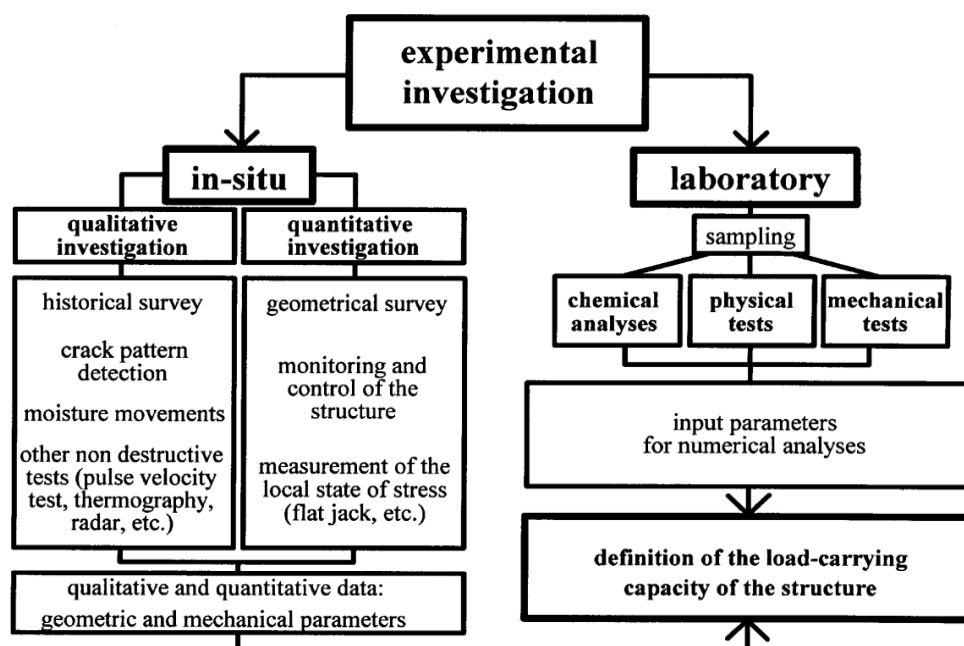 experimental
investigation
in-situ
qualitative
investigation
quantitative
investigation
historical survey
crack pattern
detection
moisture movements
other non destructive
tests (pulse velocity
test, thermography,
radar, etc.)
geometrical survey
monitoring and
control of the
structure
measurement of the
local state of stress
(flat jack, etc.)
qualitative and quantitative data:
geometric and mechanical parameters
laboratory
sampling
chemical
analyses
physical
tests
mechanical
tests
input parameters
for numerical analyses
definition of the load-carrying
capacity of the structure